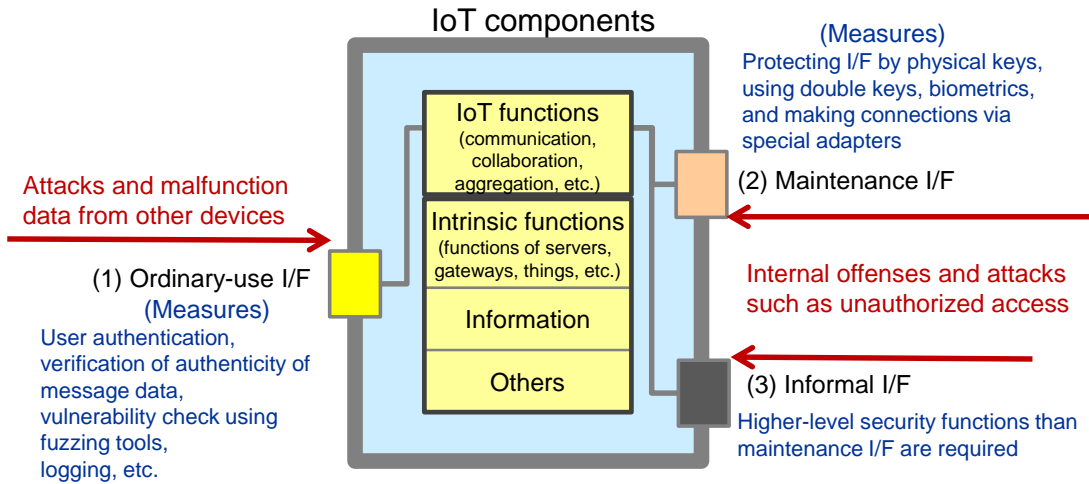 IoT components
Attacks and malfunction
data from other devices
(1) Ordinary-use I/F
(Measures)
User authentication,
verification of authenticity of
message data,
vulnerability check using
fuzzing tools,
logging, etc.
IoT functions
(communication,
collaboration,
aggregation, etc.)
Intrinsic functions
(functions of servers,
gateways, things, etc.)
Information
Others
(Measures)
Protecting I/F by physical keys,
using double keys, biometrics,
and making connections via
special adapters
(2) Maintenance I/F
Internal offenses and attacks
such as unauthorized access
(3) Informal I/F
Higher-level security functions than
maintenance I/F are required